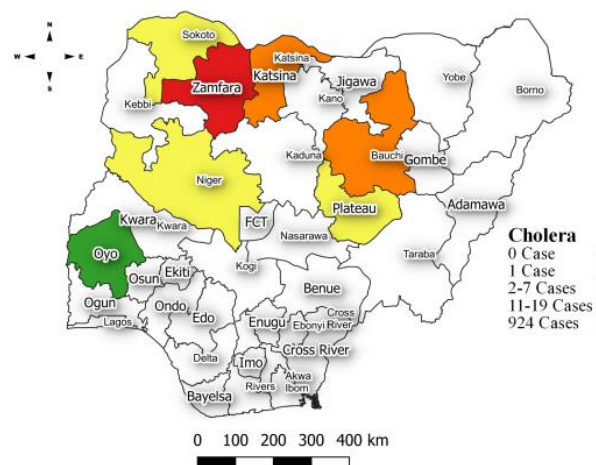 N
W
E
S
Sokoto
Katsina
Zamfara
Katsina
Jigawa
Yobe
Borno
Kebbi
Kano
Kaduna
Bauchi
Gombe
Niger
Plateau
Adamawa
Kwara
Kwara
FCT
Nasarawa
Taraba
Oyo
Kogi
Osun
Ekiti
Benue
Ogun
Lagos
Ondo
Edo
Enugu
Ebonyi
Cross
River
Delta
Imo
Cross River
Bayelsa
Rivers
Akwa
Ibom
Cholera
0 Case
1 Case
2-7 Cases
11-19 Cases
924 Cases
0 100 200 300 400 km